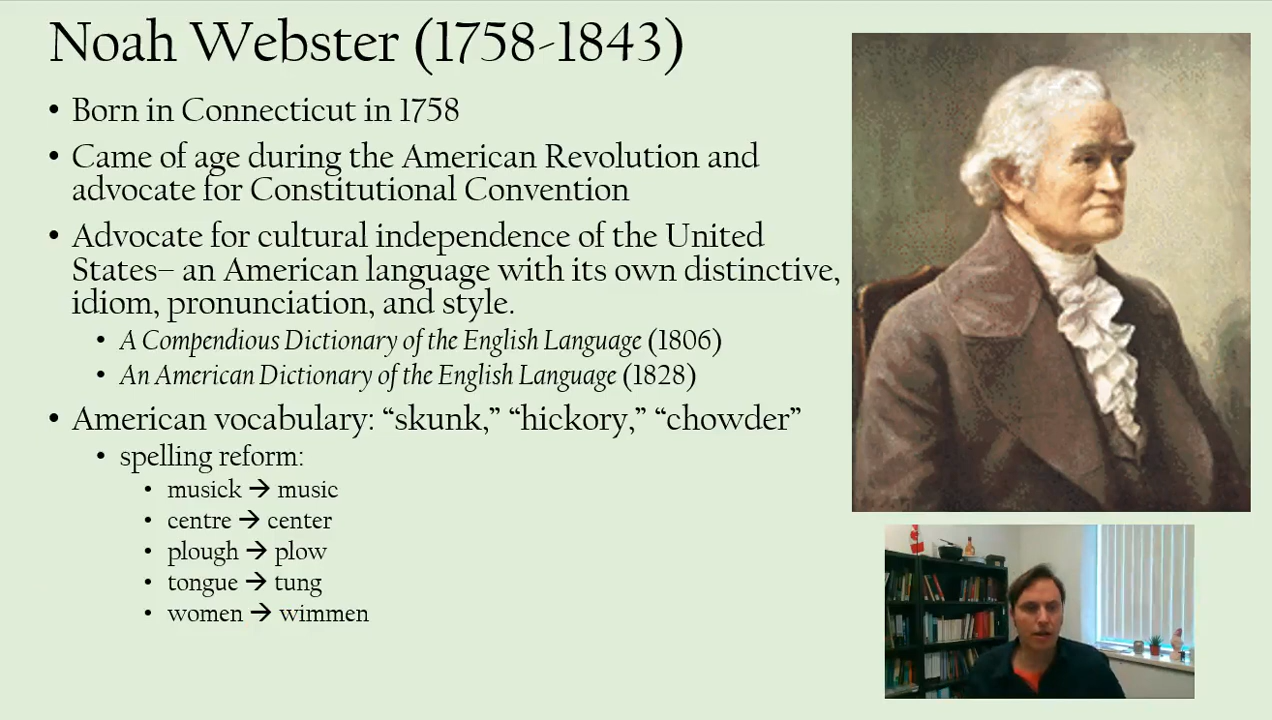 Noah Webster (1758-1843)
• Born in Connecticut in 1758
• Came of age during the American Revolution and
advocate for Constitutional Convention
• Advocate for cultural independence of the United
States– an American language with its own distinctive,
idiom, pronunciation, and style.
• A Compendious Dictionary of the English Language (1806)
• An American Dictionary of the English Language (1828)
• American vocabulary: “skunk,” “hickory,” “chowder”
• spelling reform:
• musick → music
• centre → center
• plough → plow
• tongue → tung
• women → wimmen